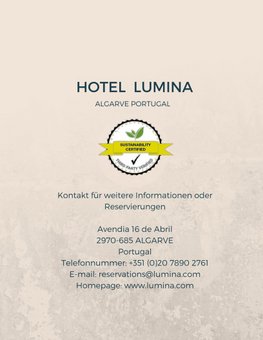 HOTEL LUMINA
ALGARVE PORTUGAL
SUSTAINABILITY
CERTIFIED
THIRD PARTY VERIFIED
Kontakt für weitere Informationen oder
Reservierungen
Avendia 16 de Abril
2970-685 ALGARVE
Portugal
Telefonnummer: +351 (0)20 7890 2761
E-mail: reservations@lumina.com
Homepage: www.lumina.com